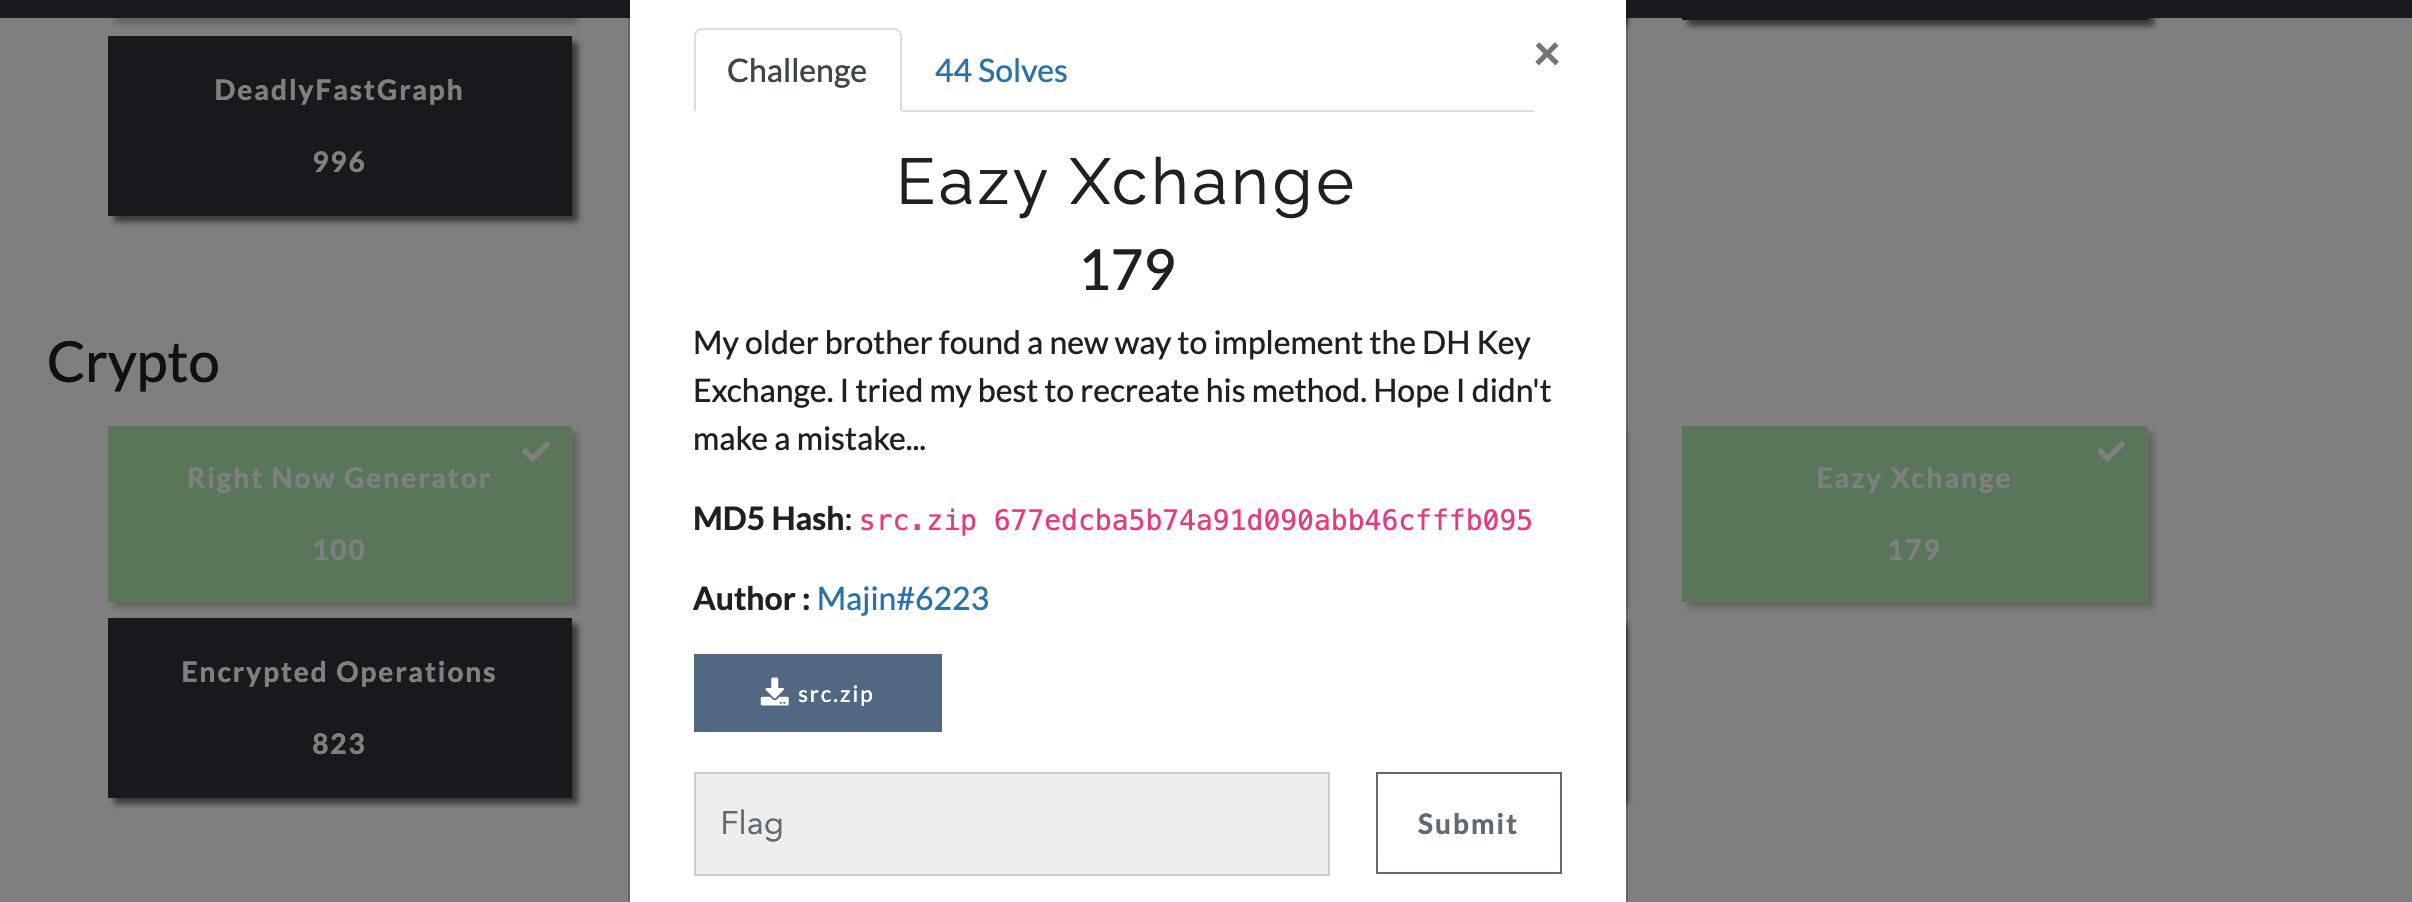 DeadlyFastGraph
996
Crypto
Right Now Generator
100
Encrypted Operations
823
Challenge
44 Solves
×
Eazy Xchange
179
My older brother found a new way to implement the DH Key
Exchange. I tried my best to recreate his method. Hope I didn't
make a mistake...
MD5 Hash: src.zip 677edcba5b74a91d090abb46cfffb095
Author : Majin#6223
src.zip
Flag
Submit
Eazy Xchange
179